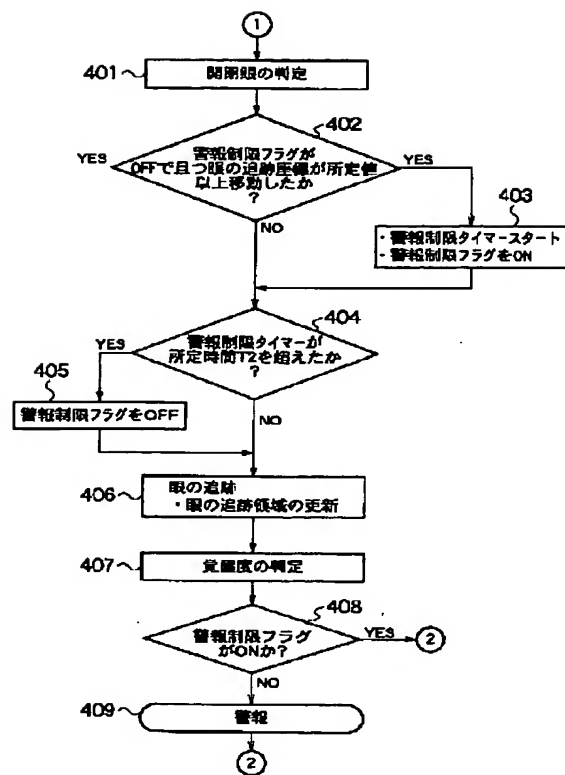 1
401
開閉眼の判定
402
YES
警報制限フラグが
OFFで且つ眼の追跡座標が所定値
以上移動したか
?
YES
403
NO
・警報制限タイマースタート
・警報制限フラグをON
404
YES
警報制限タイマーが
所定時間T2を超えたか
?
405
警報制限フラグをOFF
NO
406
眼の追跡
・眼の追跡領域の更新
407
覚醒度の判定
408
警報制限フラグ
がONか?
YES
2
NO
409
警報
2